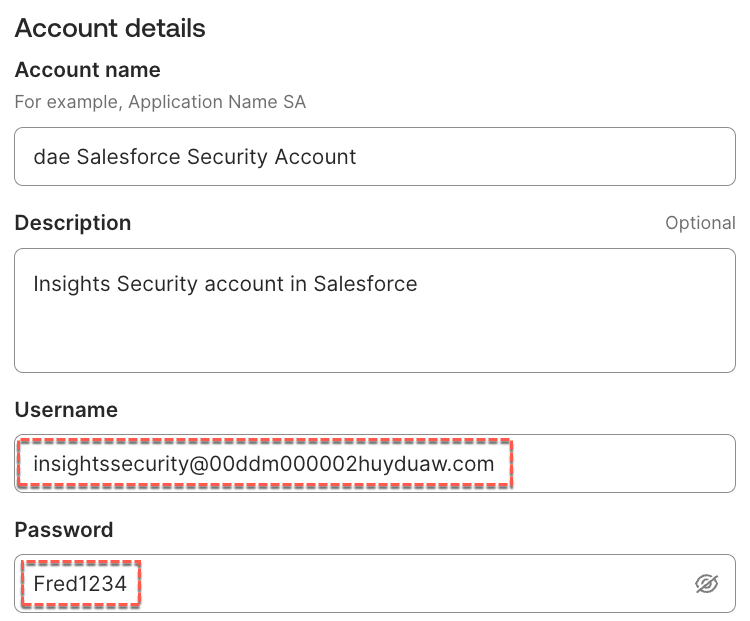 Account details
Account name
For example, Application Name SA
dae Salesforce Security Account
Description Optional
Insights Security account in Salesforce
Username
insightssecurity@00ddm000002huyduaw.com
Password
Fred1234